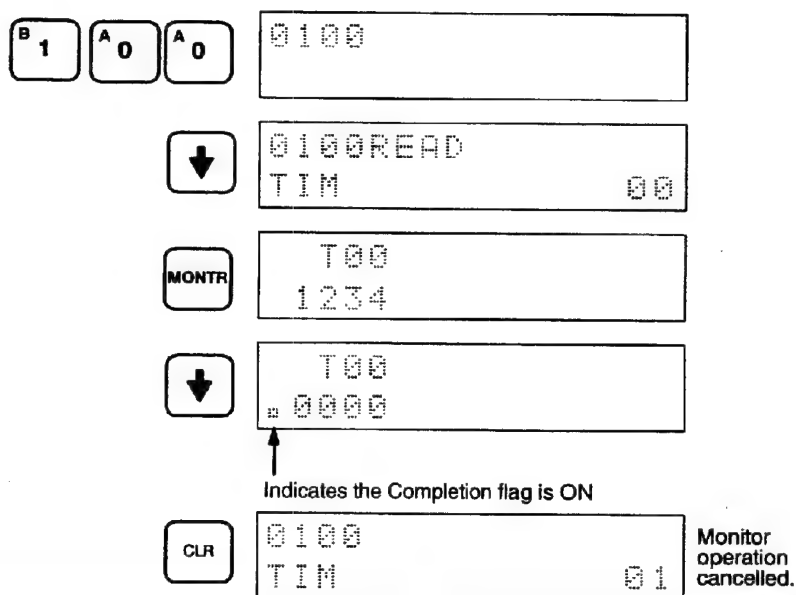 B 1 A 0 A 0
0100
0100READ
TIM 00
MONTR
T00
1234
T00
0000
Indicates the Completion flag is ON
CLR
0100
TIM 01
Monitor
operation
cancelled.